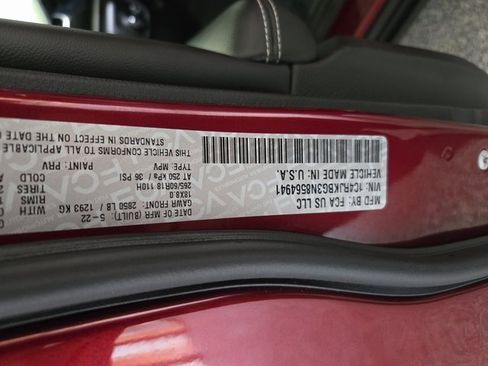 MFD BY: FCA US LLC
VIN: 1C4RJKBG3N8564941
VEHICLE MADE IN: U.S.A.
DATE OF MFR (BUILT): 5-22
GAWR FRONT: 2850 LB / 1293 KG
18X8.0 RIMS
265/60R18 110H TIRES
AT 250 kPa / 36 PSI COLD
TYPE: MPV PAINT: PRV
THIS VEHICLE CONFORMS TO ALL APPLICABLE
STANDARDS IN EFFECT ON THE DATE